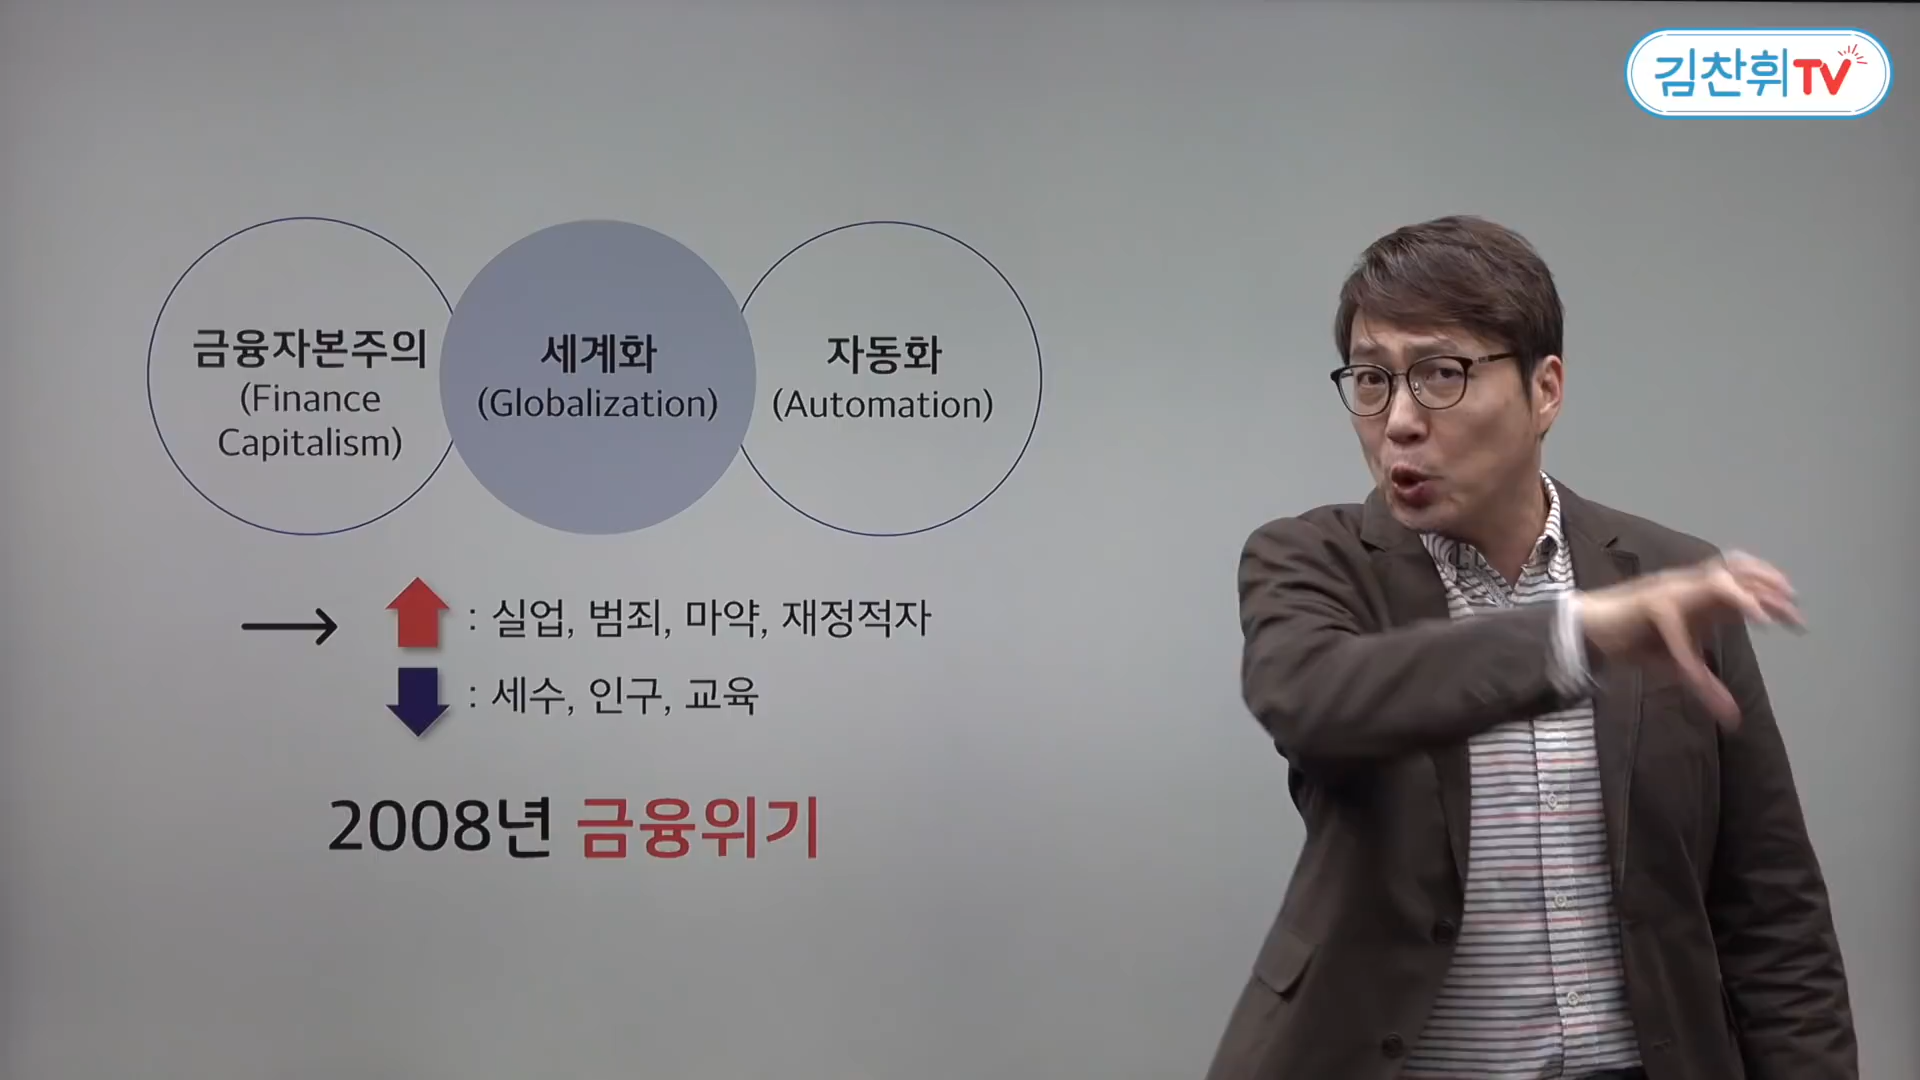 김찬휘TV
금융자본주의
(Finance
Capitalism)
세계화
(Globalization)
자동화
(Automation)
: 실업, 범죄, 마약, 재정적자
: 세수, 인구, 교육
2008년 금융위기